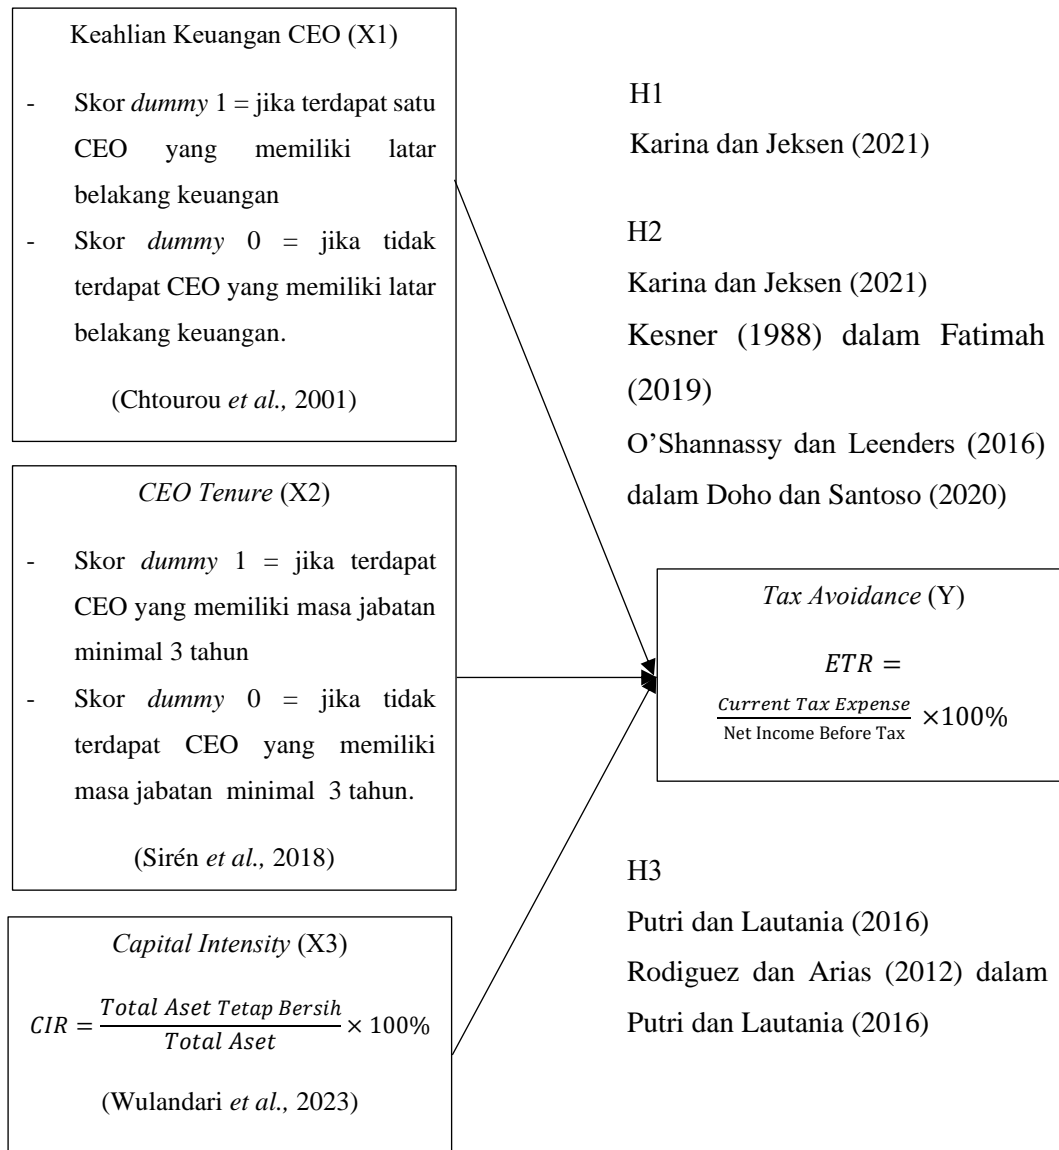 Keahlian Keuangan CEO (X1)
- Skor dummy 1 = jika terdapat satu
CEO yang memiliki latar
belakang keuangan
- Skor dummy 0 = jika tidak
terdapat CEO yang memiliki latar
belakang keuangan.
(Chtourou et al., 2001)
CEO Tenure (X2)
- Skor dummy 1 = jika terdapat
CEO yang memiliki masa jabatan
minimal 3 tahun
- Skor dummy 0 = jika tidak
terdapat CEO yang memiliki
masa jabatan minimal 3 tahun.
(Sirén et al., 2018)
Capital Intensity (X3)
CIR = Total Aset Tetap Bersih / Total Aset × 100%
(Wulandari et al., 2023)
H1
Karina dan Jeksen (2021)
H2
Karina dan Jeksen (2021)
Kesner (1988) dalam Fatimah
(2019)
O’Shannassy dan Leenders (2016)
dalam Doho dan Santoso (2020)
Tax Avoidance (Y)
ETR =
Current Tax Expense / Net Income Before Tax ×100%
H3
Putri dan Lautania (2016)
Rodiguez dan Arias (2012) dalam
Putri dan Lautania (2016)